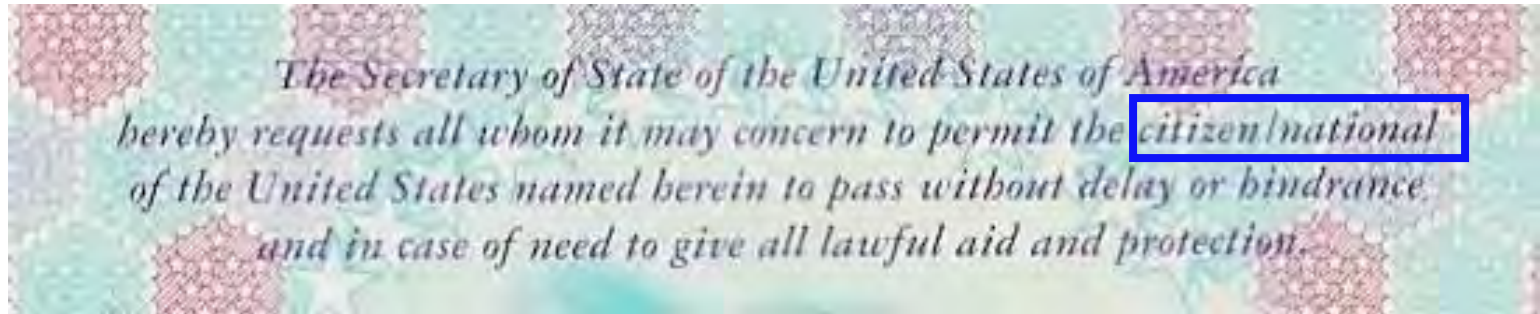 The Secretary of State of the United States of America
hereby requests all whom it may concern to permit the citizen/national
of the United States named herein to pass without delay or hindrance
and in case of need to give all lawful aid and protection.